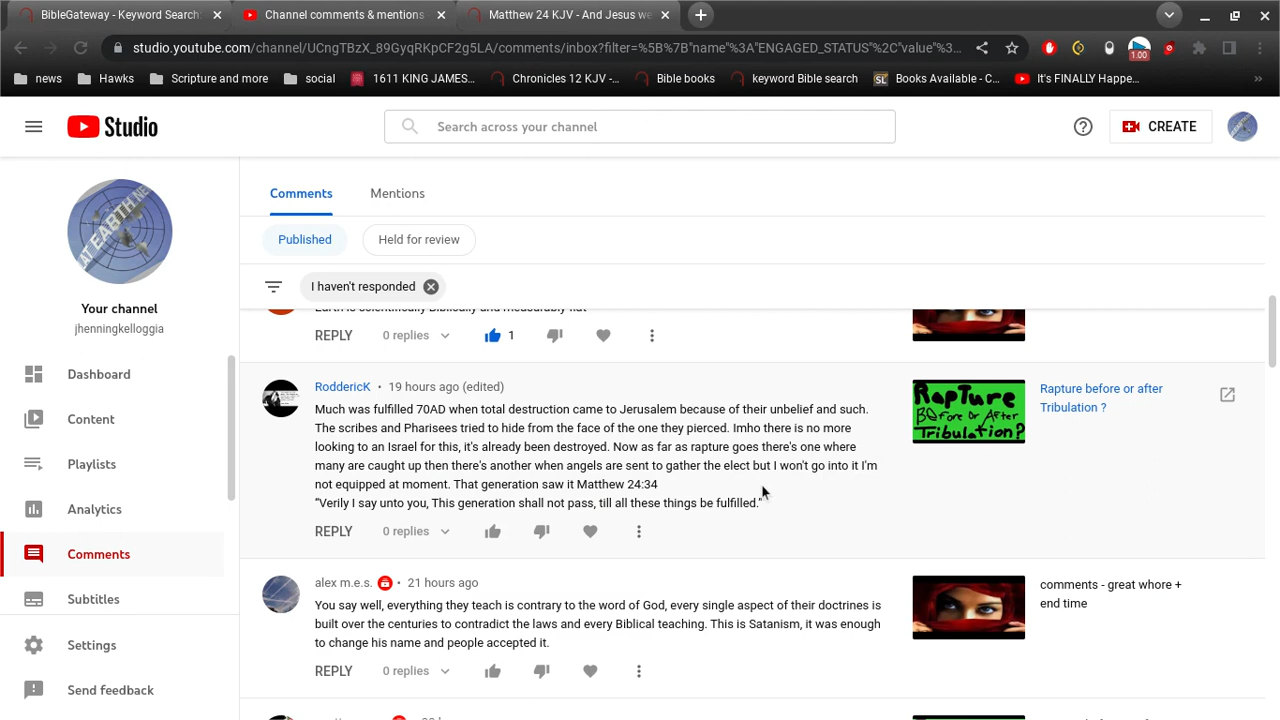 BibleGateway - Keyword Search:
Channel comments & mentions -
Matthew 24 KJV - And Jesus we
studio.youtube.com/channel/UCngTBzX_89GyqRKpCF2g5LA/comments/inbox?filter=%5B%7B"name"%3A"ENGAGED_STATUS"%2C"value"%3...
1.00
news
Hawks
Scripture and more
social
1611 KING JAMES...
Chronicles 12 KJV -...
Bible books
keyword Bible search
SL
Books Available - C...
It's FINALLY Happe...
»
Studio
Search across your channel
CREATE
AT EARTH.NE
Your channel
jhenningkelloggia
Dashboard
Content
Playlists
Analytics
Comments
Subtitles
Settings
Send feedback
Comments
Mentions
Published
Held for review
I haven't responded
Earth is scientifically Biblically and measurably flat
REPLY 0 replies 1
RoddericK • 19 hours ago (edited)
Much was fulfilled 70AD when total destruction came to Jerusalem because of their unbelief and such.
The scribes and Pharisees tried to hide from the face of the one they pierced. Imho there is no more
looking to an Israel for this, it's already been destroyed. Now as far as rapture goes there's one where
many are caught up then there's another when angels are sent to gather the elect but I won't go into it I'm
not equipped at moment. That generation saw it Matthew 24:34
“Verily I say unto you, This generation shall not pass, till all these things be fulfilled.”
REPLY 0 replies
RapTure
BeFore or AfTer
TribulaTion?
Rapture before or after
Tribulation ?
alex m.e.s. • 21 hours ago
You say well, everything they teach is contrary to the word of God, every single aspect of their doctrines is
built over the centuries to contradict the laws and every Biblical teaching. This is Satanism, it was enough
to change his name and people accepted it.
REPLY 0 replies
comments - great whore +
end time